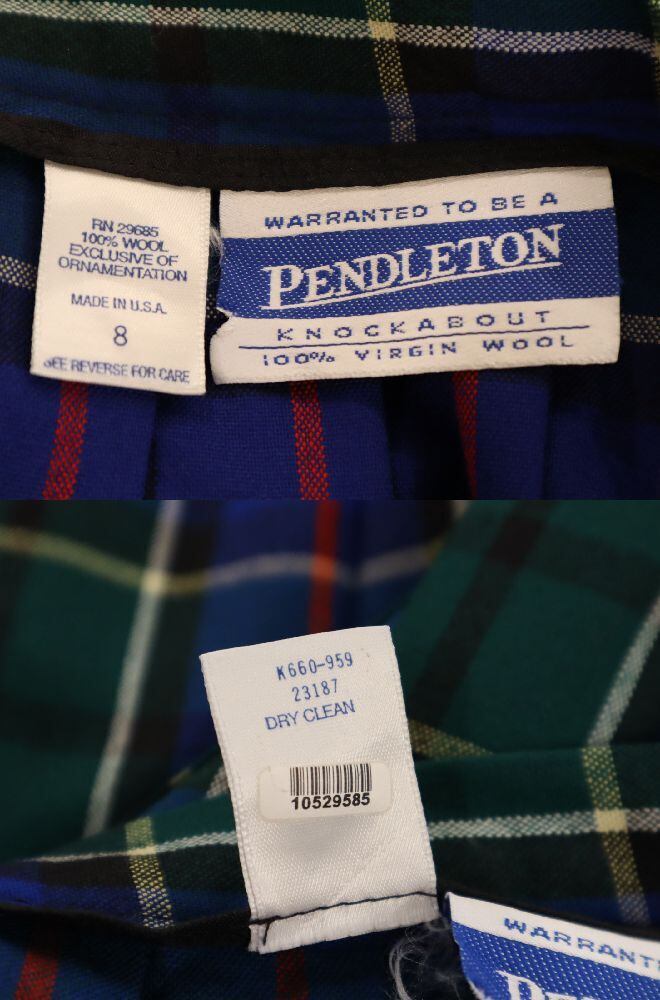 RN 29685
100% WOOL
EXCLUSIVE OF
ORNAMENTATION
MADE IN U.S.A.
8
SEE REVERSE FOR CARE
WARRANTED TO BE A
PENDLETON
KNOCKABOUT
100% VIRGIN WOOL
K660-959
23187
DRY CLEAN
10529585
WARRANT